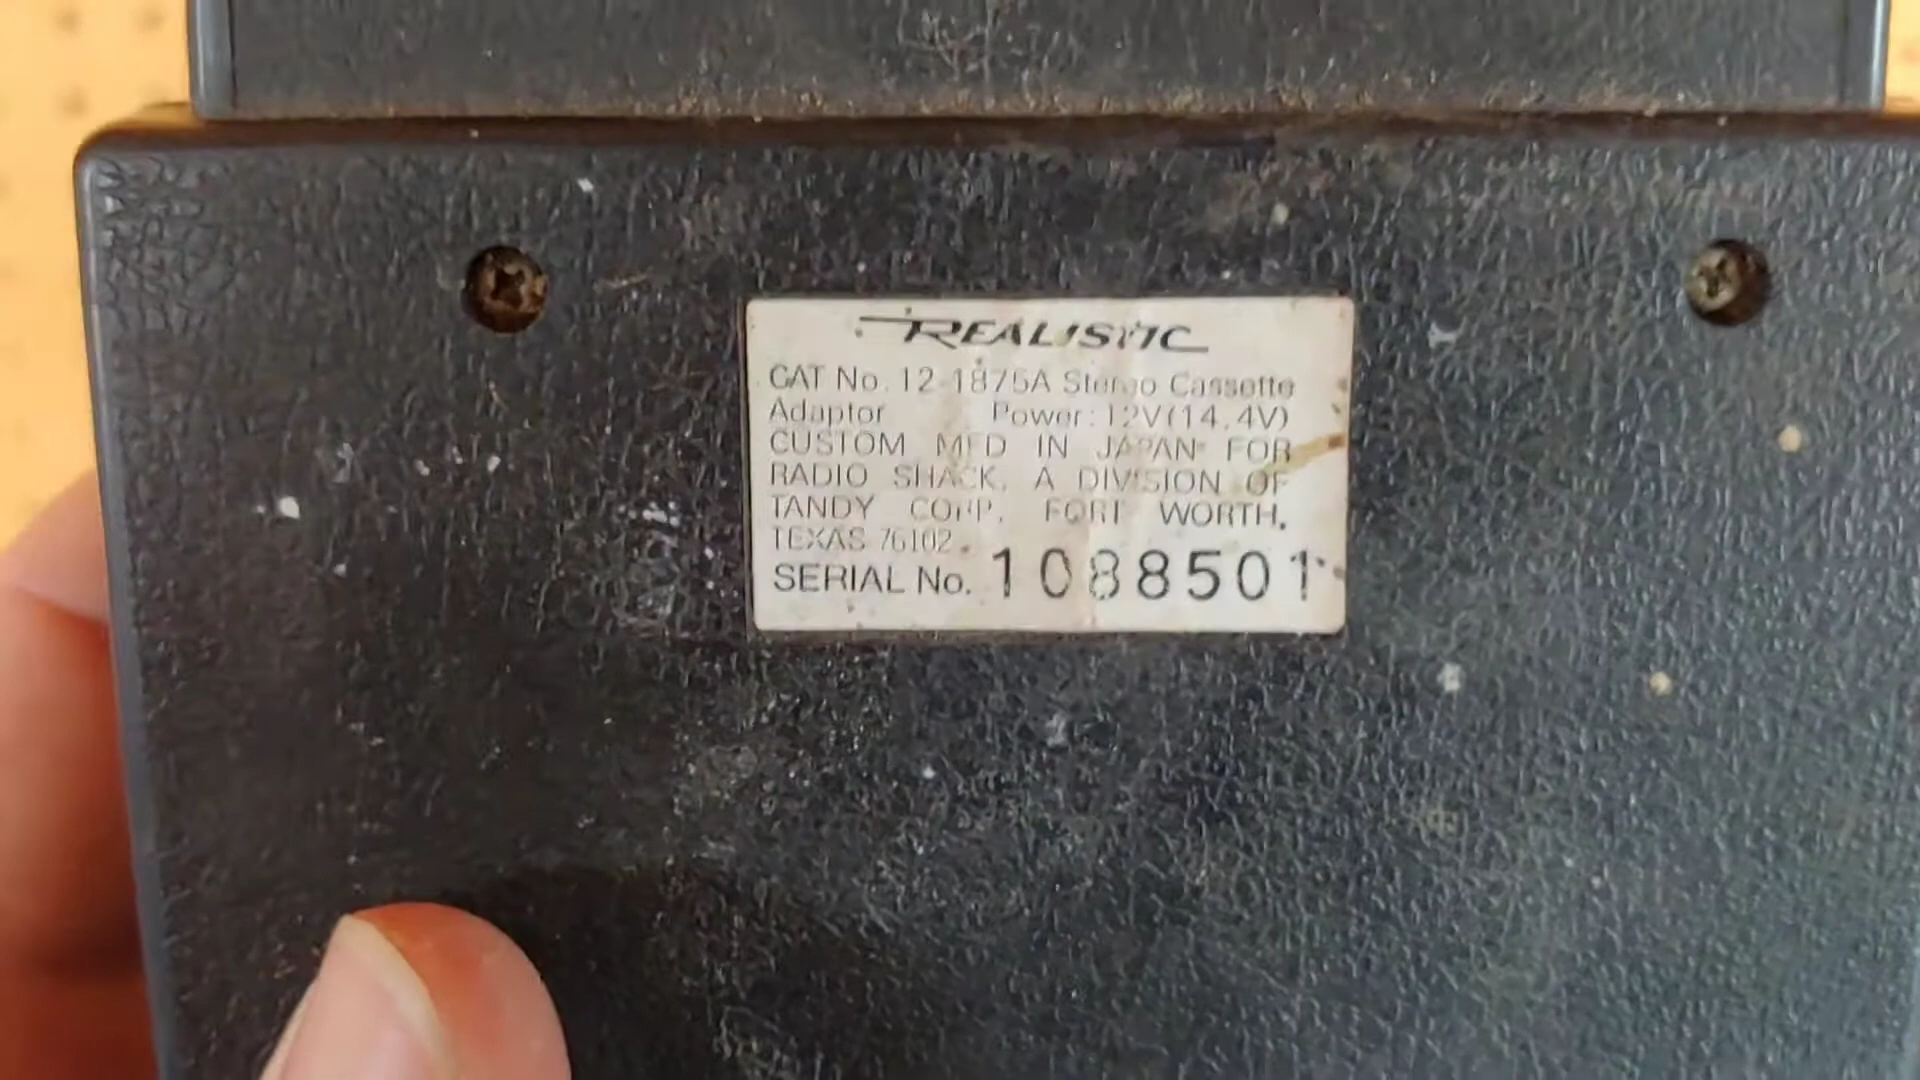 REALISTIC
CAT No. 12-1875A Stereo Cassette
Adaptor Power: 12V(14.4V)
CUSTOM MFD IN JAPAN FOR
RADIO SHACK, A DIVISION OF
TANDY CORP. FORT WORTH,
TEXAS 76102.
SERIAL No. 1088501